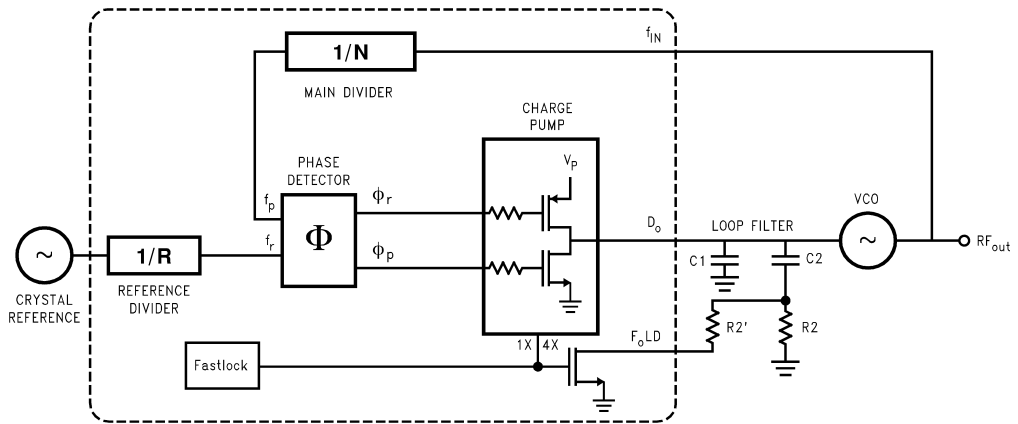 f_IN
1/N
MAIN DIVIDER
CHARGE
PUMP
V_P
PHASE
DETECTOR
f_p
f_r
Φ
ϕ_r
ϕ_p
~
CRYSTAL
REFERENCE
1/R
REFERENCE
DIVIDER
D_o
LOOP FILTER
C1
C2
VCO
~
RF_out
R2'
R2
1X
4X
F_oLD
Fastlock